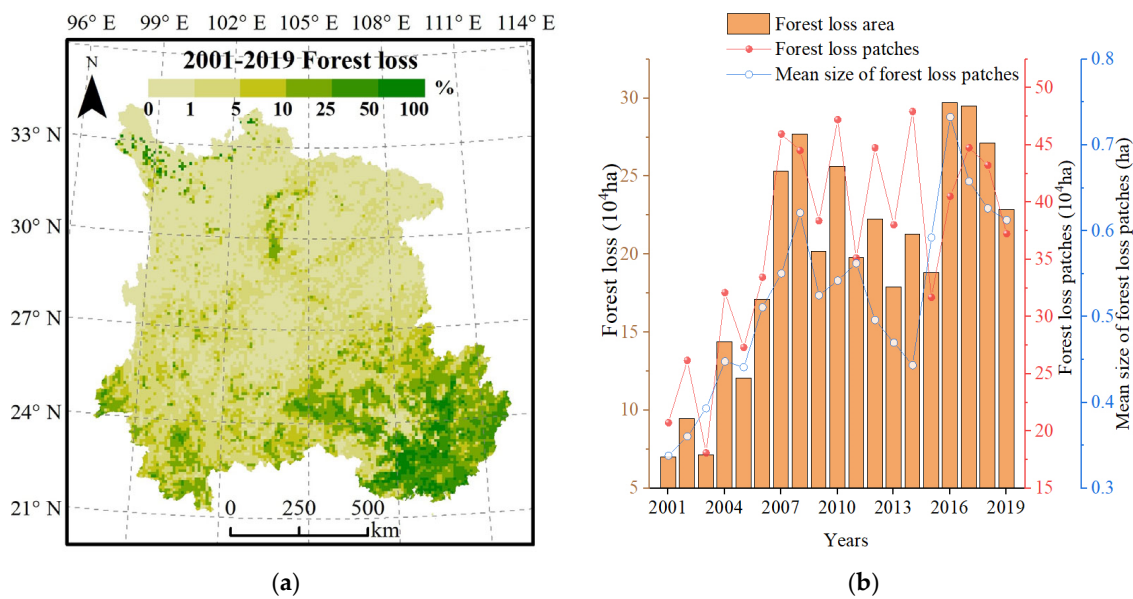 96° E 99° E 102° E 105° E 108° E 111° E 114° E
N
2001-2019 Forest loss
%
0 1 5 10 25 50 100
33° N
30° N
27° N
24° N
21° N
0 250 500
km
(a)
Forest loss area
Forest loss patches
Mean size of forest loss patches
Forest loss (10⁴ha)
30
25
20
15
10
5
Forest loss patches (10⁴ha)
50
45
40
35
30
25
20
15
Mean size of forest loss patches (ha)
0.8
0.7
0.6
0.5
0.4
0.3
2001 2004 2007 2010 2013 2016 2019
Years
(b)